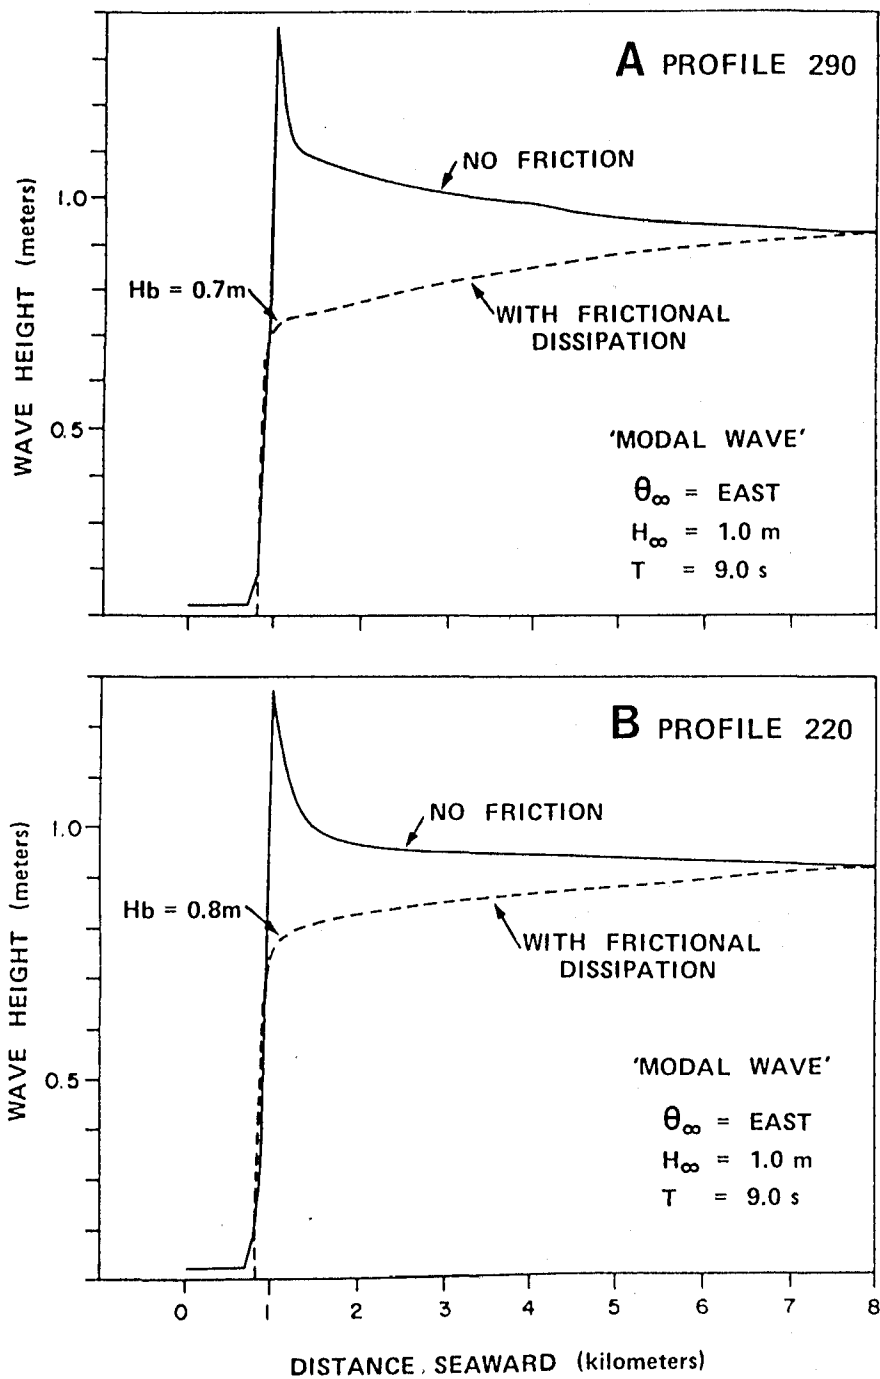 A PROFILE 290
NO FRICTION
1.0
WAVE HEIGHT (meters)
Hb = 0.7m
WITH FRICTIONAL
DISSIPATION
0.5
'MODAL WAVE'
θ∞ = EAST
H∞ = 1.0 m
T = 9.0 s
B PROFILE 220
NO FRICTION
1.0
WAVE HEIGHT (meters)
Hb = 0.8m
WITH FRICTIONAL
DISSIPATION
0.5
'MODAL WAVE'
θ∞ = EAST
H∞ = 1.0 m
T = 9.0 s
0 1 2 3 4 5 6 7 8
DISTANCE SEAWARD (kilometers)